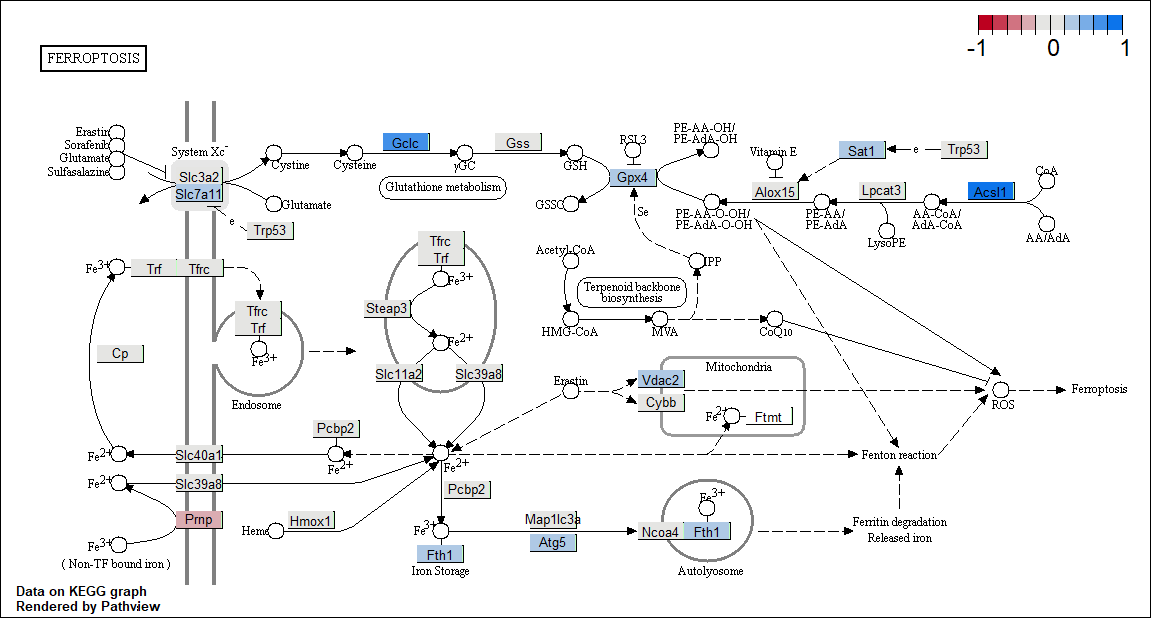 -1 0 1
FERROPTOSIS
Erastin
Sorafenib
Glutamate
Sulfasalazine
System Xc-
Slc3a2
Slc7a11
Cystine
Glutamate
e
Trp53
Cysteine
Gclc
γGC
Gss
GSH
Glutathione metabolism
GSSG
RSL3
Gpx4
Se
PE-AA-OH/
PE-AdA-OH
PE-AA-O-OH/
PE-AdA-O-OH
Vitamin E
Alox15
Sat1
e
Trp53
PE-AA/
PE-AdA
Lpcat3
LysoPE
AA-CoA/
AdA-CoA
Acsl1
CoA
AA/AdA
Fe3+
Trf
Tfrc
Tfrc
Trf
Fe3+
Endosome
Cp
Tfrc
Trf
Fe3+
Steap3
Fe2+
Slc11a2
Slc39a8
Acetyl-CoA
IPP
Terpenoid backbone
biosynthesis
HMG-CoA
MVA
CoQ10
Erastin
Vdac2
Cybb
Mitochondria
Fe2+
Ftmt
ROS
Ferroptosis
Pcbp2
Fe2+
Slc40a1
Fe2+
Fe2+
Fenton reaction
Fe2+
Slc39a8
Pcbp2
Prnp
Heme
Hmox1
Fe3+
Fe3+
( Non-TF bound iron )
Fth1
Iron Storage
Map1lc3a
Atg5
Fe3+
Ncoa4
Fth1
Autolyosome
Ferritin degradation
Released iron
Data on KEGG graph
Rendered by Pathview